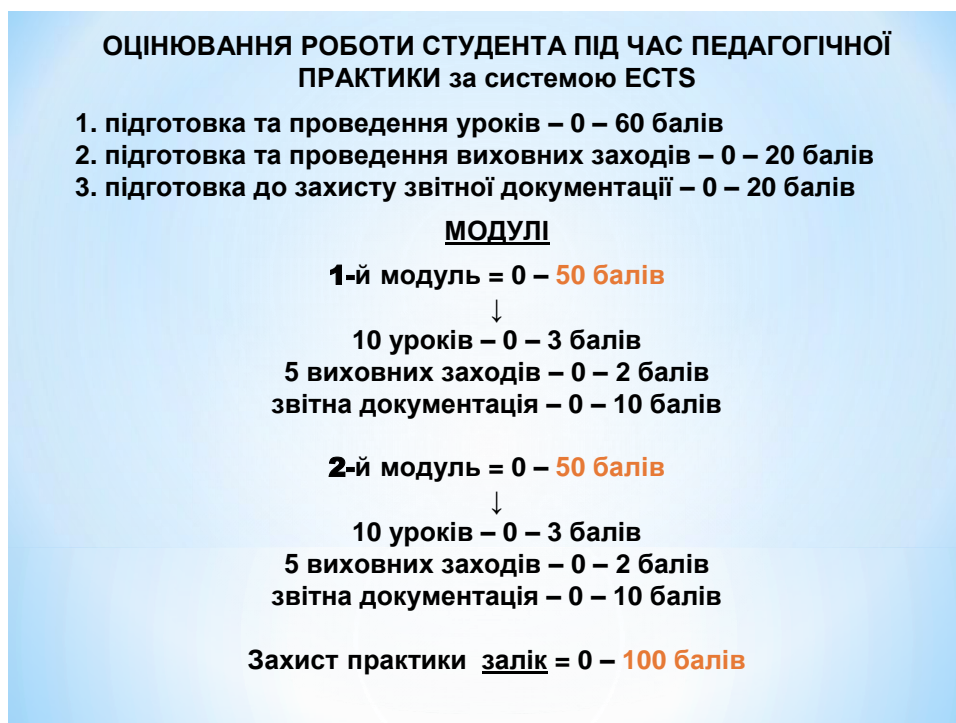 ОЦІНЮВАННЯ РОБОТИ СТУДЕНТА ПІД ЧАС ПЕДАГОГІЧНОЇ
ПРАКТИКИ за системою ECTS
1. підготовка та проведення уроків – 0 – 60 балів
2. підготовка та проведення виховних заходів – 0 – 20 балів
3. підготовка до захисту звітної документації – 0 – 20 балів
МОДУЛІ
1-й модуль = 0 – 50 балів
↓
10 уроків – 0 – 3 балів
5 виховних заходів – 0 – 2 балів
звітна документація – 0 – 10 балів
2-й модуль = 0 – 50 балів
↓
10 уроків – 0 – 3 балів
5 виховних заходів – 0 – 2 балів
звітна документація – 0 – 10 балів
Захист практики залік = 0 – 100 балів